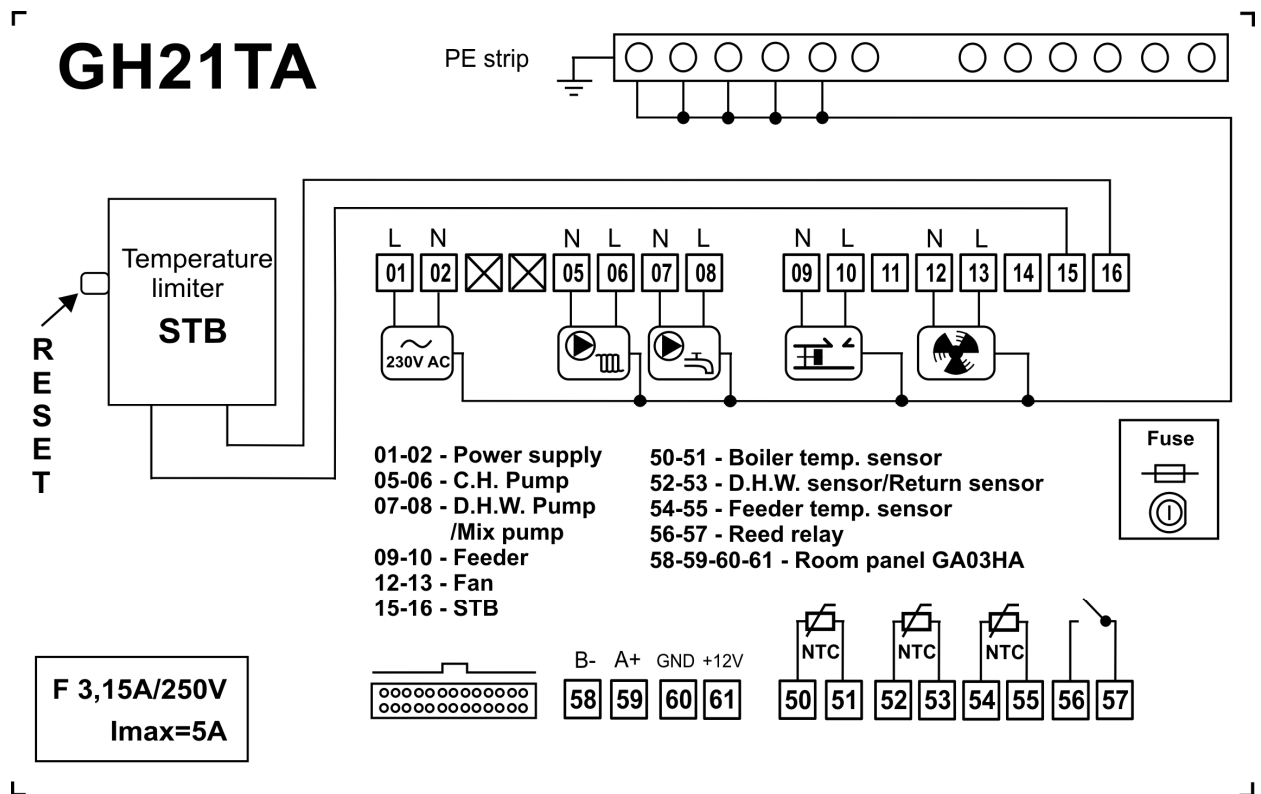 GH21TA
PE strip
Temperature
limiter
STB
RESET
L N N L N L N L N L
01 02 05 06 07 08 09 10 11 12 13 14 15 16
230V AC
01-02 - Power supply
05-06 - C.H. Pump
07-08 - D.H.W. Pump
/Mix pump
09-10 - Feeder
12-13 - Fan
15-16 - STB
50-51 - Boiler temp. sensor
52-53 - D.H.W. sensor/Return sensor
54-55 - Feeder temp. sensor
56-57 - Reed relay
58-59-60-61 - Room panel GA03HA
Fuse
F 3,15A/250V
Imax=5A
B- A+ GND +12V
58 59 60 61
NTC NTC NTC
50 51 52 53 54 55 56 57